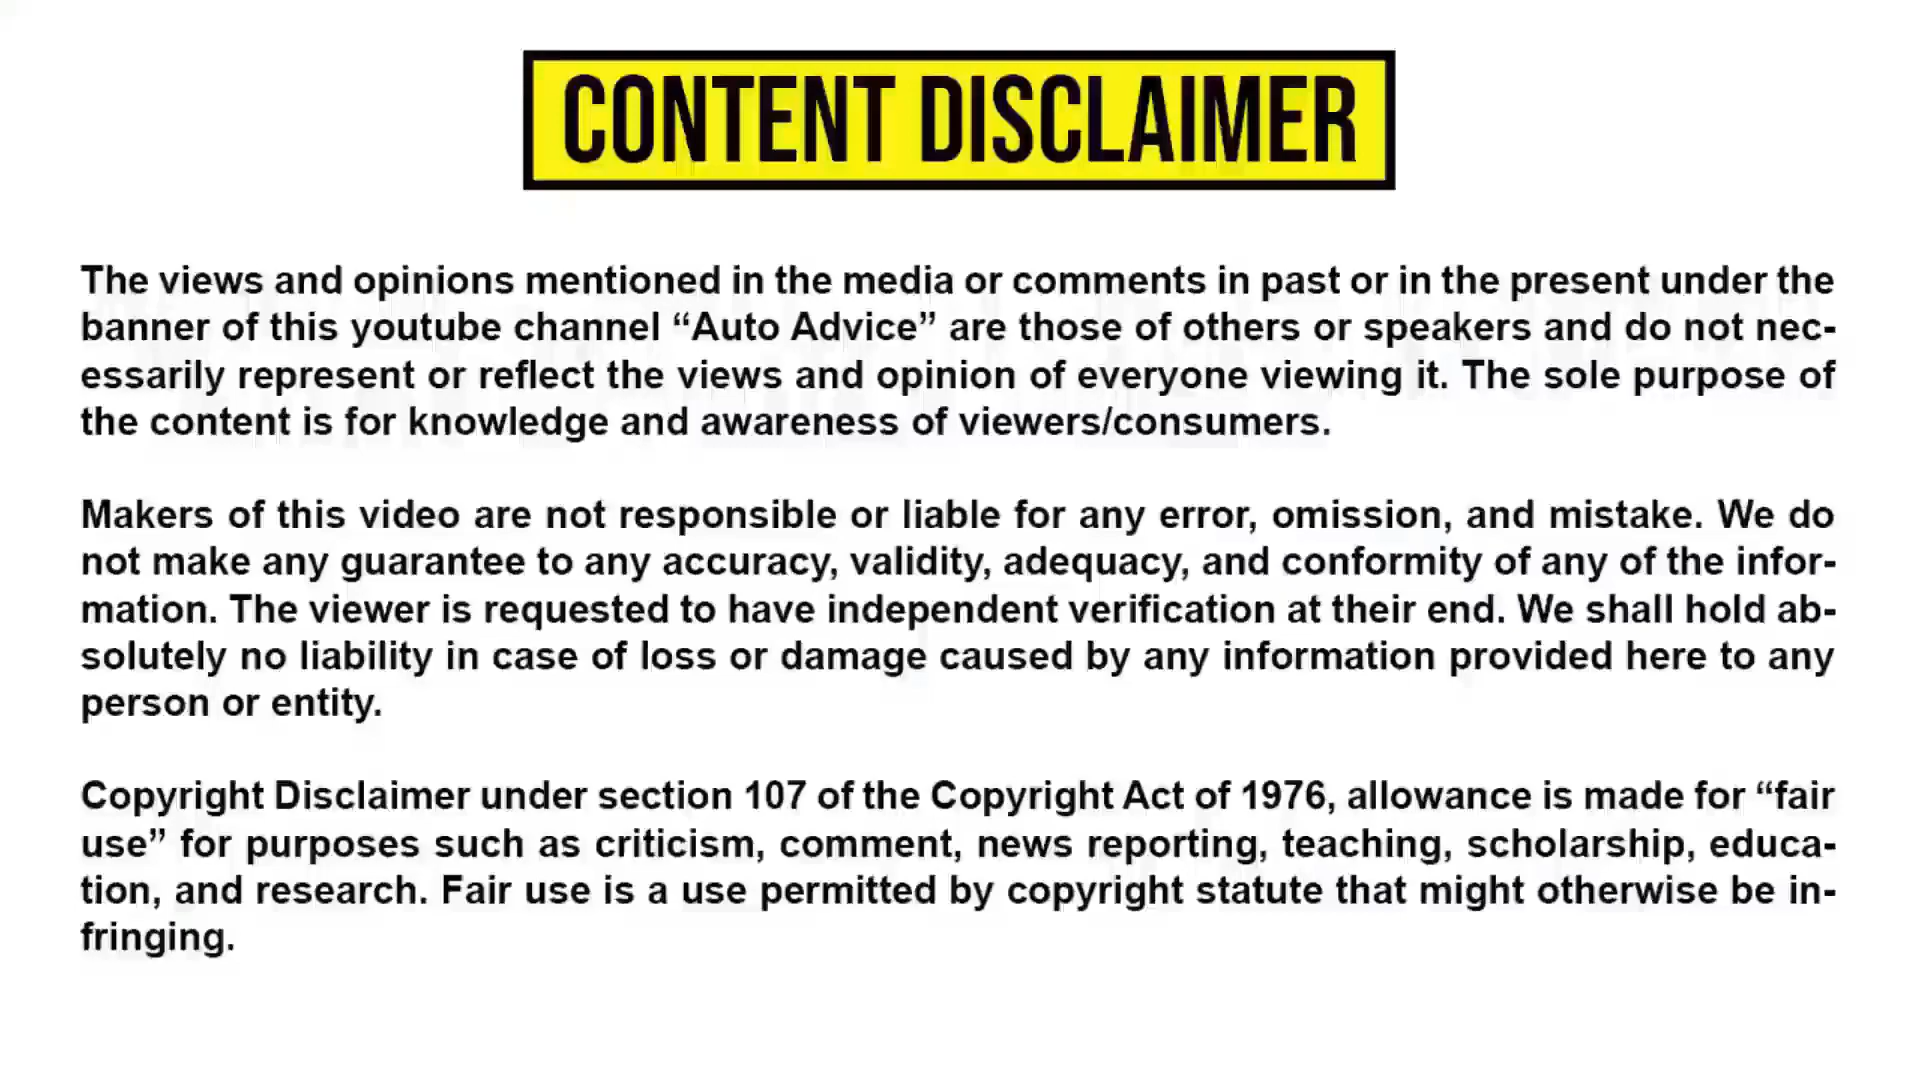 CONTENT DISCLAIMER
The views and opinions mentioned in the media or comments in past or in the present under the
banner of this youtube channel “Auto Advice” are those of others or speakers and do not nec-
essarily represent or reflect the views and opinion of everyone viewing it. The sole purpose of
the content is for knowledge and awareness of viewers/consumers.
Makers of this video are not responsible or liable for any error, omission, and mistake. We do
not make any guarantee to any accuracy, validity, adequacy, and conformity of any of the infor-
mation. The viewer is requested to have independent verification at their end. We shall hold ab-
solutely no liability in case of loss or damage caused by any information provided here to any
person or entity.
Copyright Disclaimer under section 107 of the Copyright Act of 1976, allowance is made for “fair
use” for purposes such as criticism, comment, news reporting, teaching, scholarship, educa-
tion, and research. Fair use is a use permitted by copyright statute that might otherwise be in-
fringing.